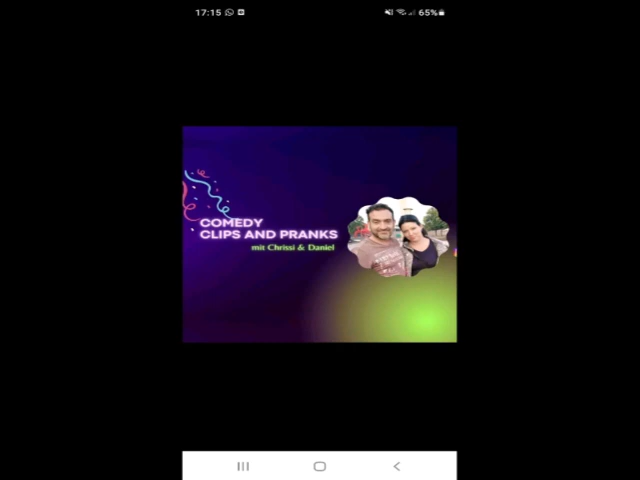 17:15 65%
COMEDY
CLIPS AND PRANKS
mit Chrissi & Daniel